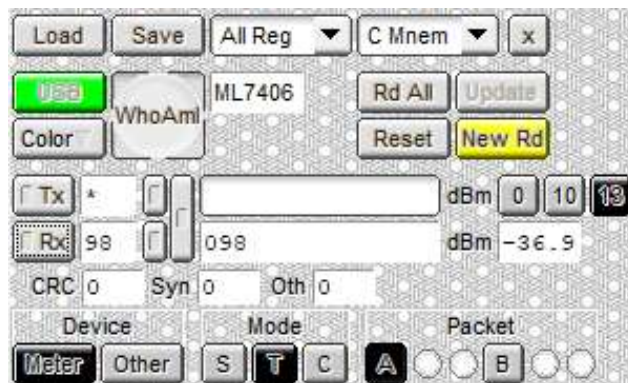 Load Save All Reg C Mnem x
USB WhoAmI ML7406 Rd All Update
Color Reset New Rd
Tx * dBm 0 10 13
Rx 98 098 dBm -36.9
CRC 0 Syn 0 Oth 0
Device Mode Packet
Meter Other S T C A B